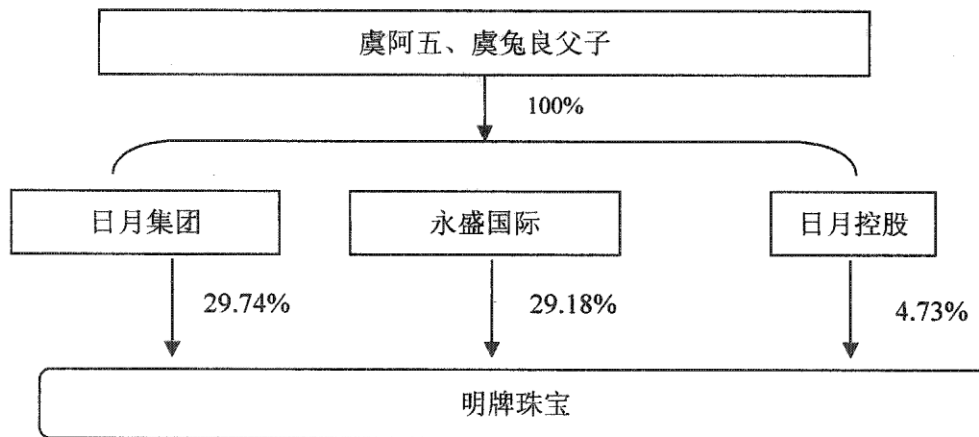 虞阿五、虞兔良父子
100%
日月集团
永盛国际
日月控股
29.74%
29.18%
4.73%
明牌珠宝